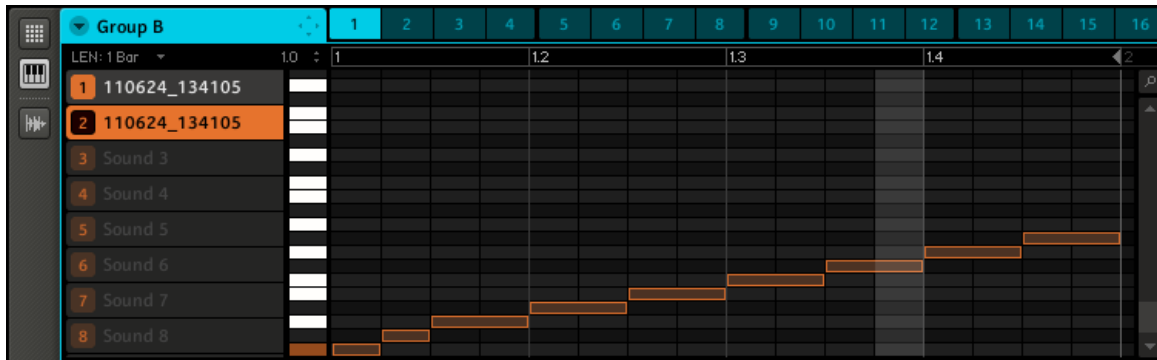 Group B 1 2 3 4 5 6 7 8 9 10 11 12 13 14 15 16
LEN: 1 Bar 1.0 1 1.2 1.3 1.4 2
1 110624_134105
2 110624_134105
3 Sound 3
4 Sound 4
5 Sound 5
6 Sound 6
7 Sound 7
8 Sound 8